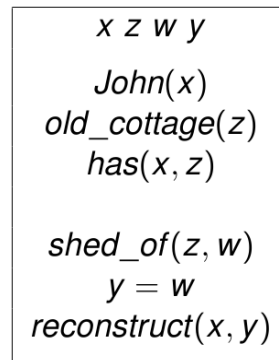 x z w y
John(x)
old_cottage(z)
has(x, z)
shed_of(z, w)
y = w
reconstruct(x, y)